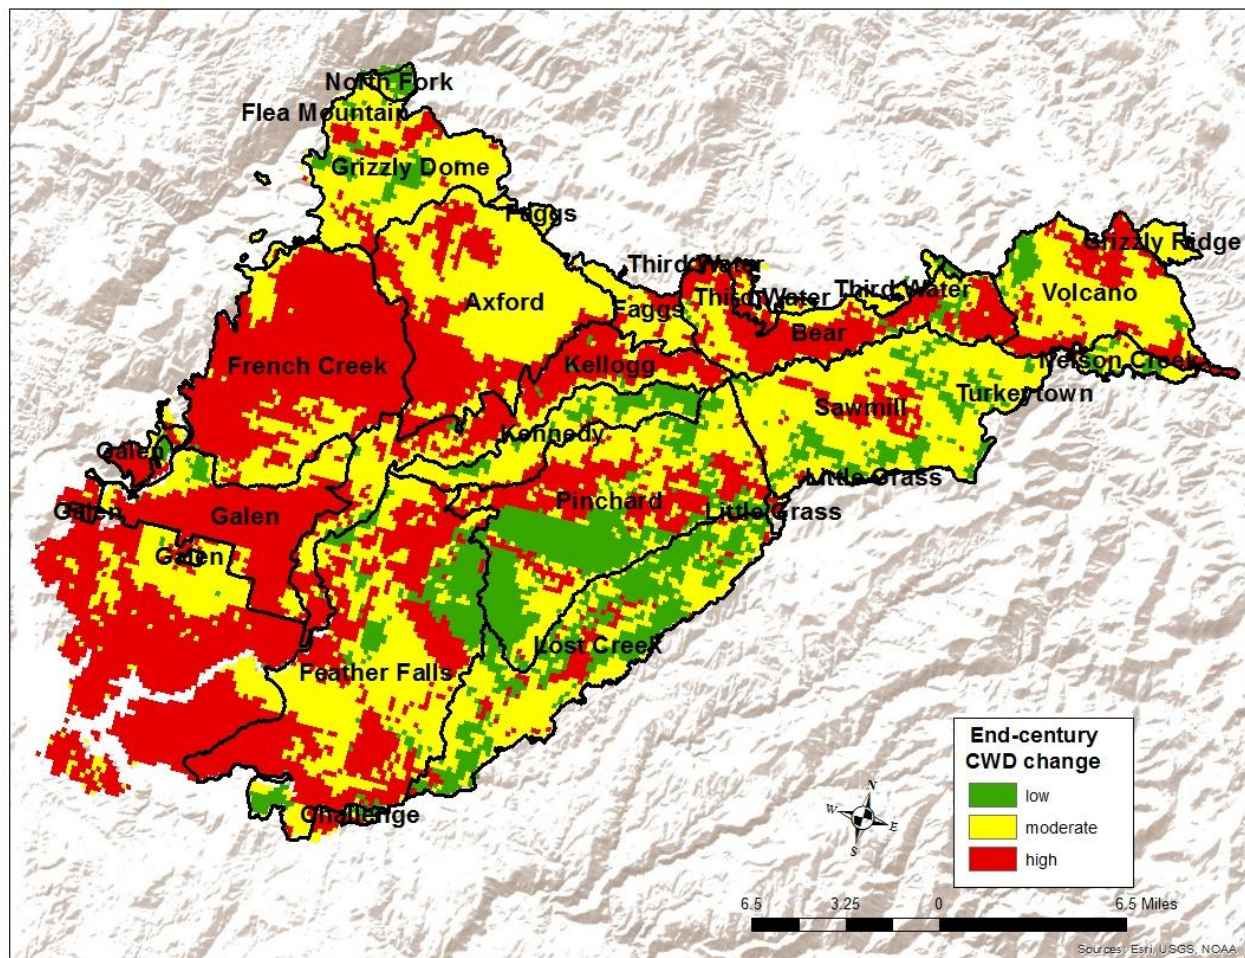 North Fork
Flea Mountain
Grizzly Dome
Faggs
Third Water
Grizzly Ridge
Axford
Faggs
Third Water
Third Water
Volcano
Bear
French Creek
Kellogg
Nelson Creek
Turkeytown
Sawmill
Kennedy
Galen
Little Grass
Pinchard
Little Grass
Galen
Galen
Galen
Lost Creek
Feather Falls
Challenge
End-century
CWD change
low
moderate
high
N
W
E
S
6.5
3.25
0
6.5 Miles
Sources: Esri, USGS, NOAA